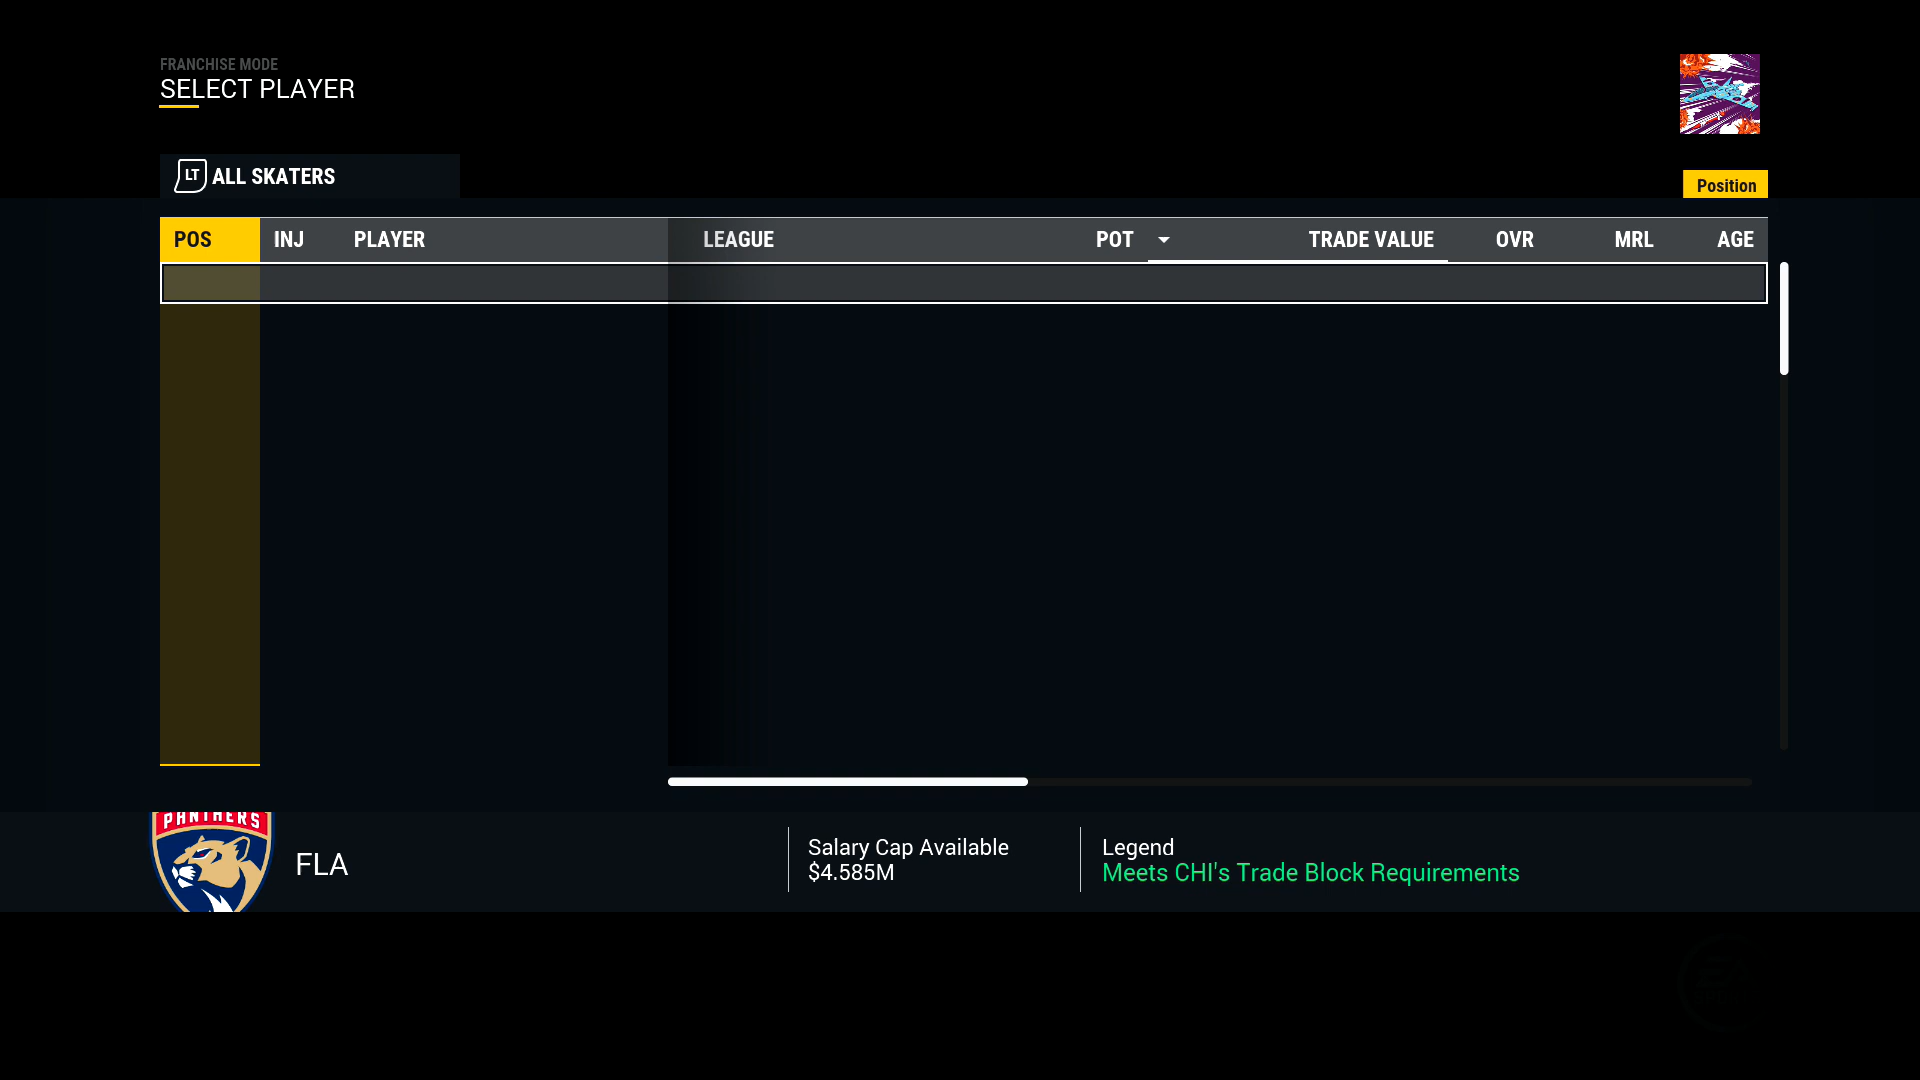 FRANCHISE MODE
SELECT PLAYER
LT ALL SKATERS
Position
POS INJ PLAYER LEAGUE POT TRADE VALUE OVR MRL AGE
PANTHERS
FLA
Salary Cap Available
$4.585M
Legend
Meets CHI's Trade Block Requirements